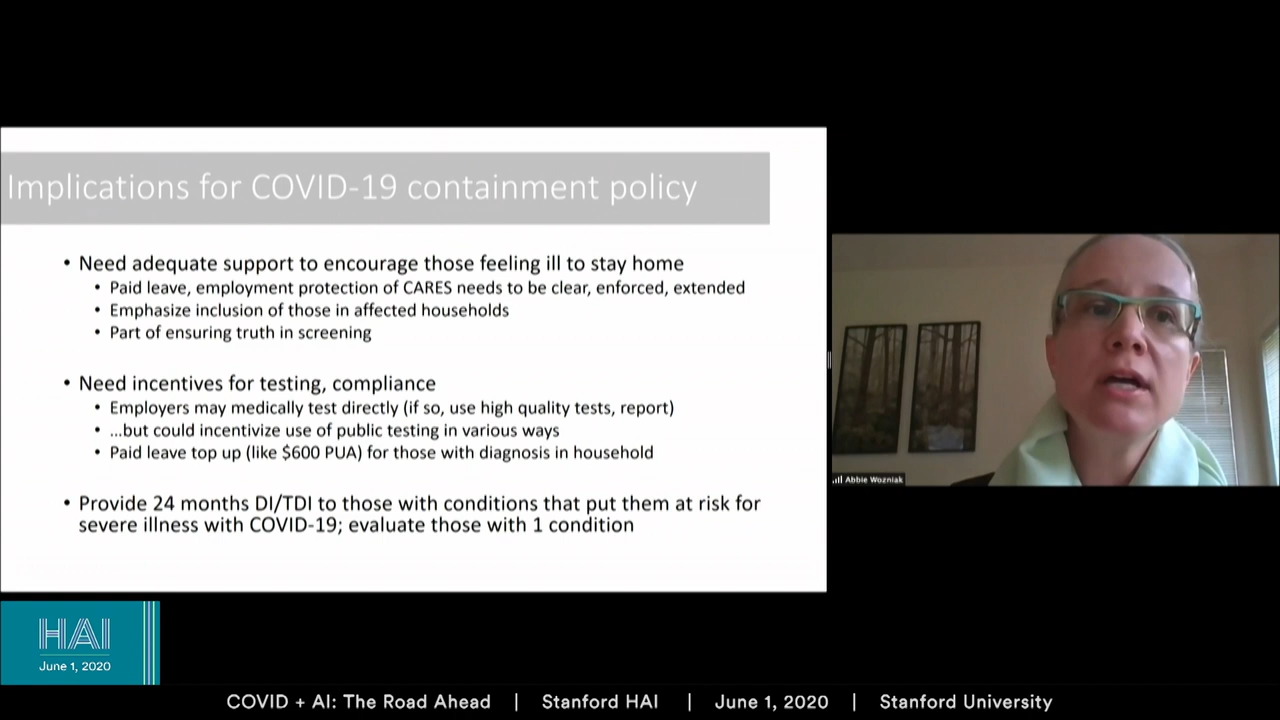 Implications for COVID-19 containment policy
• Need adequate support to encourage those feeling ill to stay home
• Paid leave, employment protection of CARES needs to be clear, enforced, extended
• Emphasize inclusion of those in affected households
• Part of ensuring truth in screening
• Need incentives for testing, compliance
• Employers may medically test directly (if so, use high quality tests, report)
• …but could incentivize use of public testing in various ways
• Paid leave top up (like $600 PUA) for those with diagnosis in household
• Provide 24 months DI/TDI to those with conditions that put them at risk for
severe illness with COVID-19; evaluate those with 1 condition
Abbie Wozniak
HAI
June 1, 2020
COVID + AI: The Road Ahead | Stanford HAI | June 1, 2020 | Stanford University